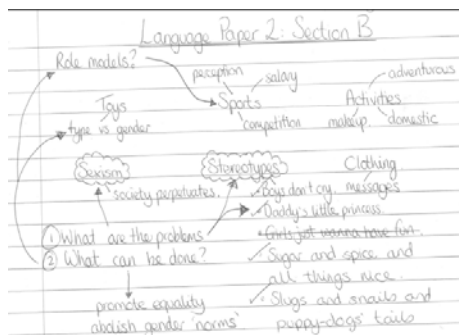 Language Paper 2: Section B
Role models?
perception
salary
adventurous
Toys
Sports
Activities
type vs gender
competition
makeup
domestic
Sexism
Stereotypes
Clothing
society perpetuates.
boys don't cry.
messages
Daddy's little princess.
① What are the problems
Girls just wanna have fun.
② What can be done?
Sugar and spice and
all things nice.
promote equality
Slugs and snails and
abolish gender 'norms'
puppy-dogs' tails